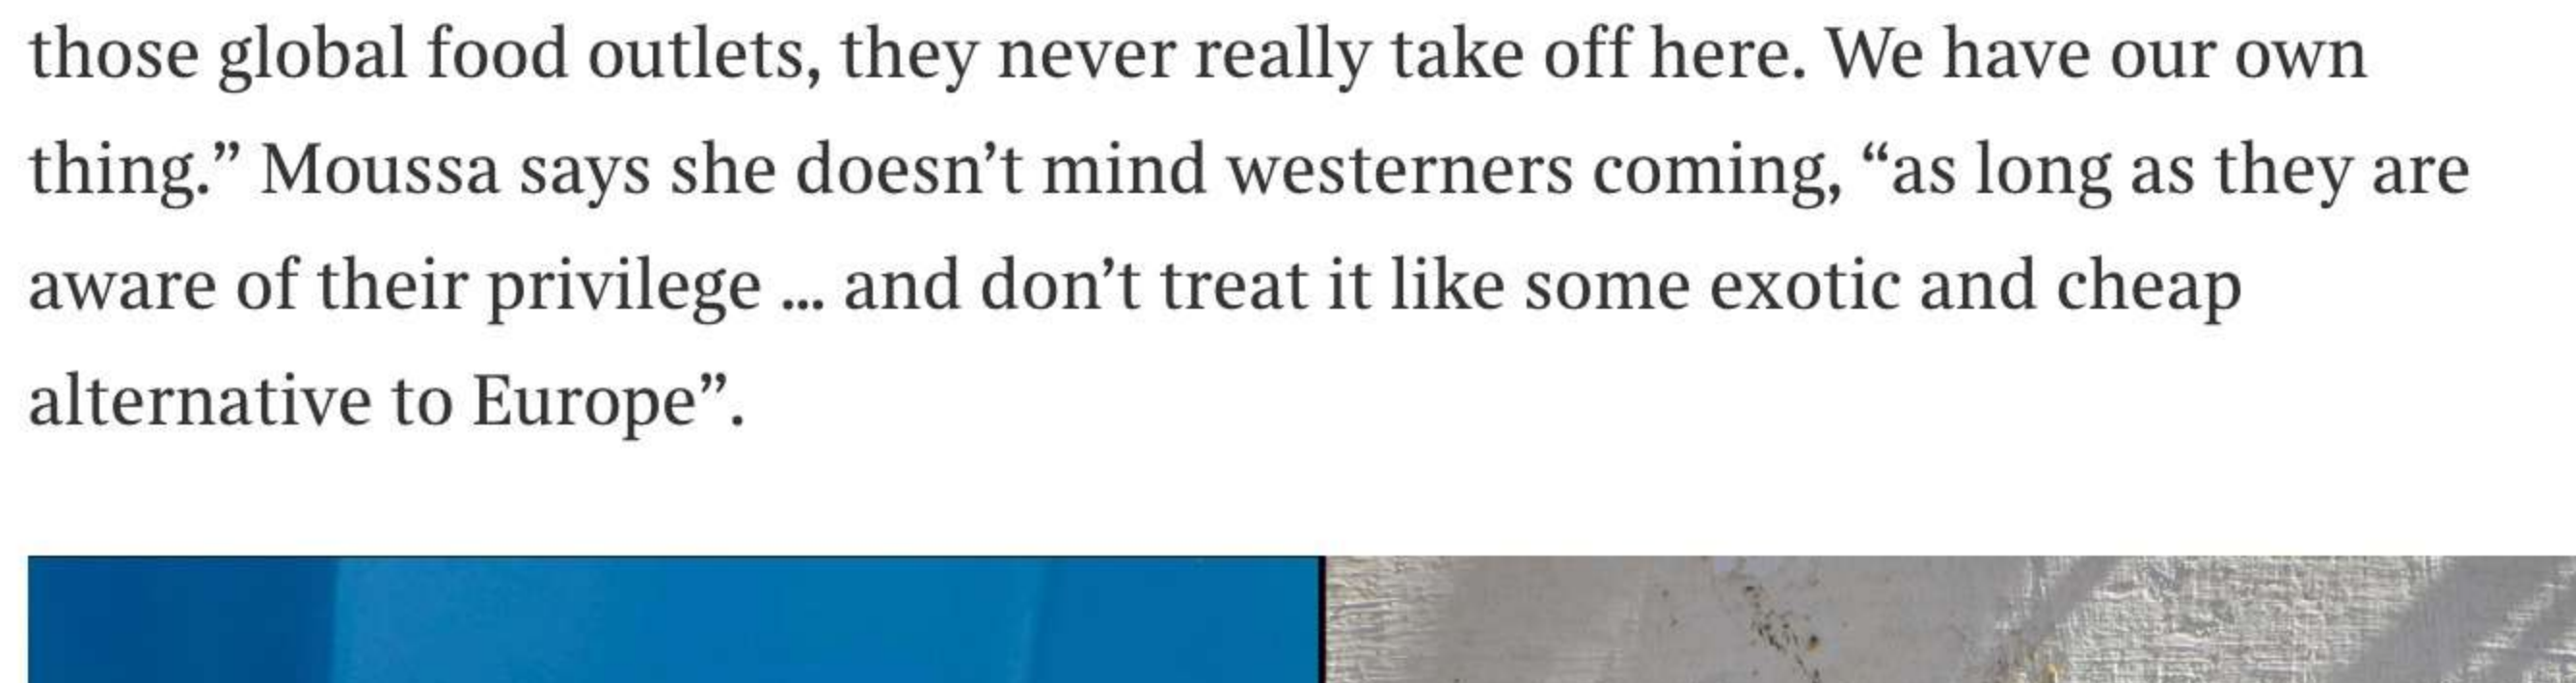 those global food outlets, they never really take off here. We have our own
thing.” Moussa says she doesn’t mind westerners coming, “as long as they are
aware of their privilege … and don’t treat it like some exotic and cheap
alternative to Europe”.